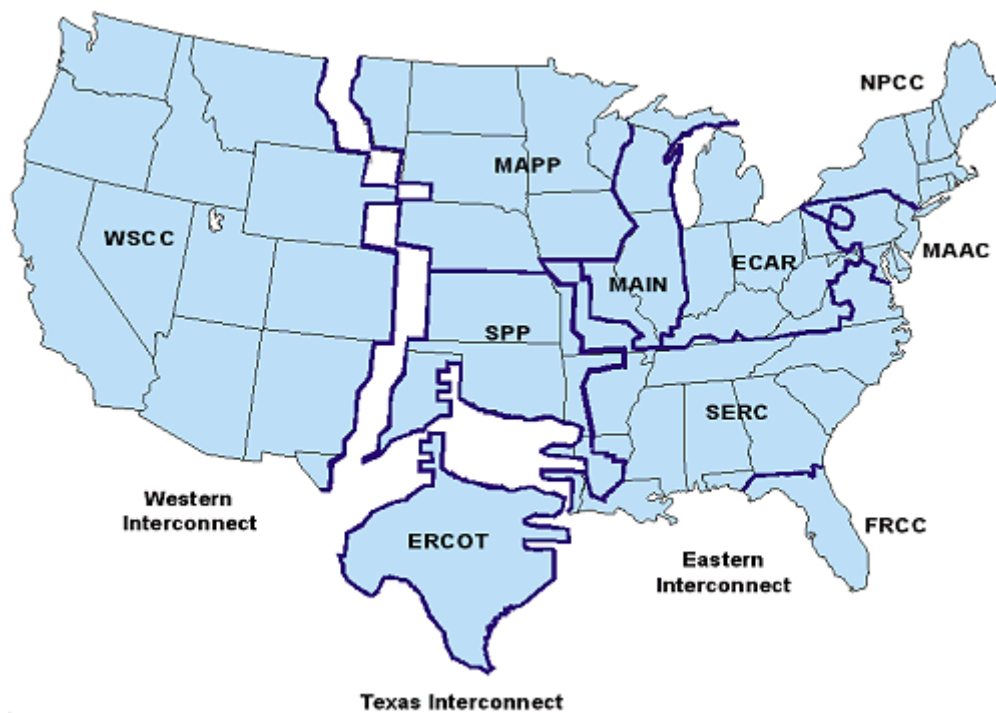 NPCC
MAPP
WSCC
MAAC
ECAR
MAIN
SPP
SERC
Western
Interconnect
FRCC
ERCOT
Eastern
Interconnect
Texas Interconnect